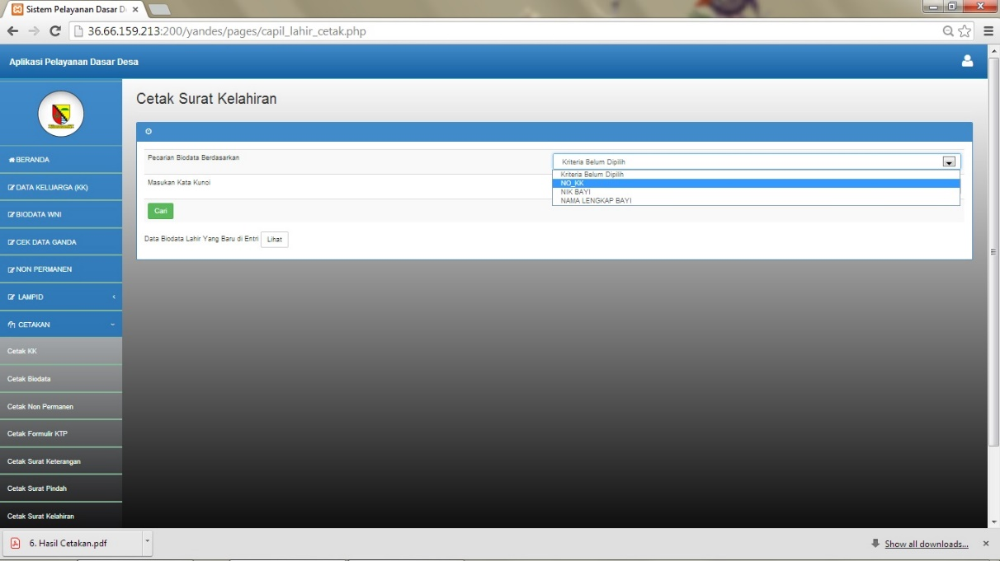 Sistem Pelayanan Dasar D
36.66.159.213:200/yandes/pages/capil_lahir_cetak.php
Aplikasi Pelayanan Dasar Desa
BERANDA
DATA KELUARGA (KK)
BIODATA WNI
CEK DATA GANDA
NON PERMANEN
LAMPID
CETAKAN
Cetak KK
Cetak Biodata
Cetak Non Permanen
Cetak Formulir KTP
Cetak Surat Keterangan
Cetak Surat Pindah
Cetak Surat Kelahiran
Cetak Surat Kelahiran
Pecarian Biodata Berdasarkan
Kriteria Belum Dipilih
Kriteria Belum Dipilih
NO_KK
NIK BAYI
NAMA LENGKAP BAYI
Masukan Kata Kunci
Cari
Data Biodata Lahir Yang Baru di Entri Lihat
6. Hasil Cetakan.pdf
Show all downloads...